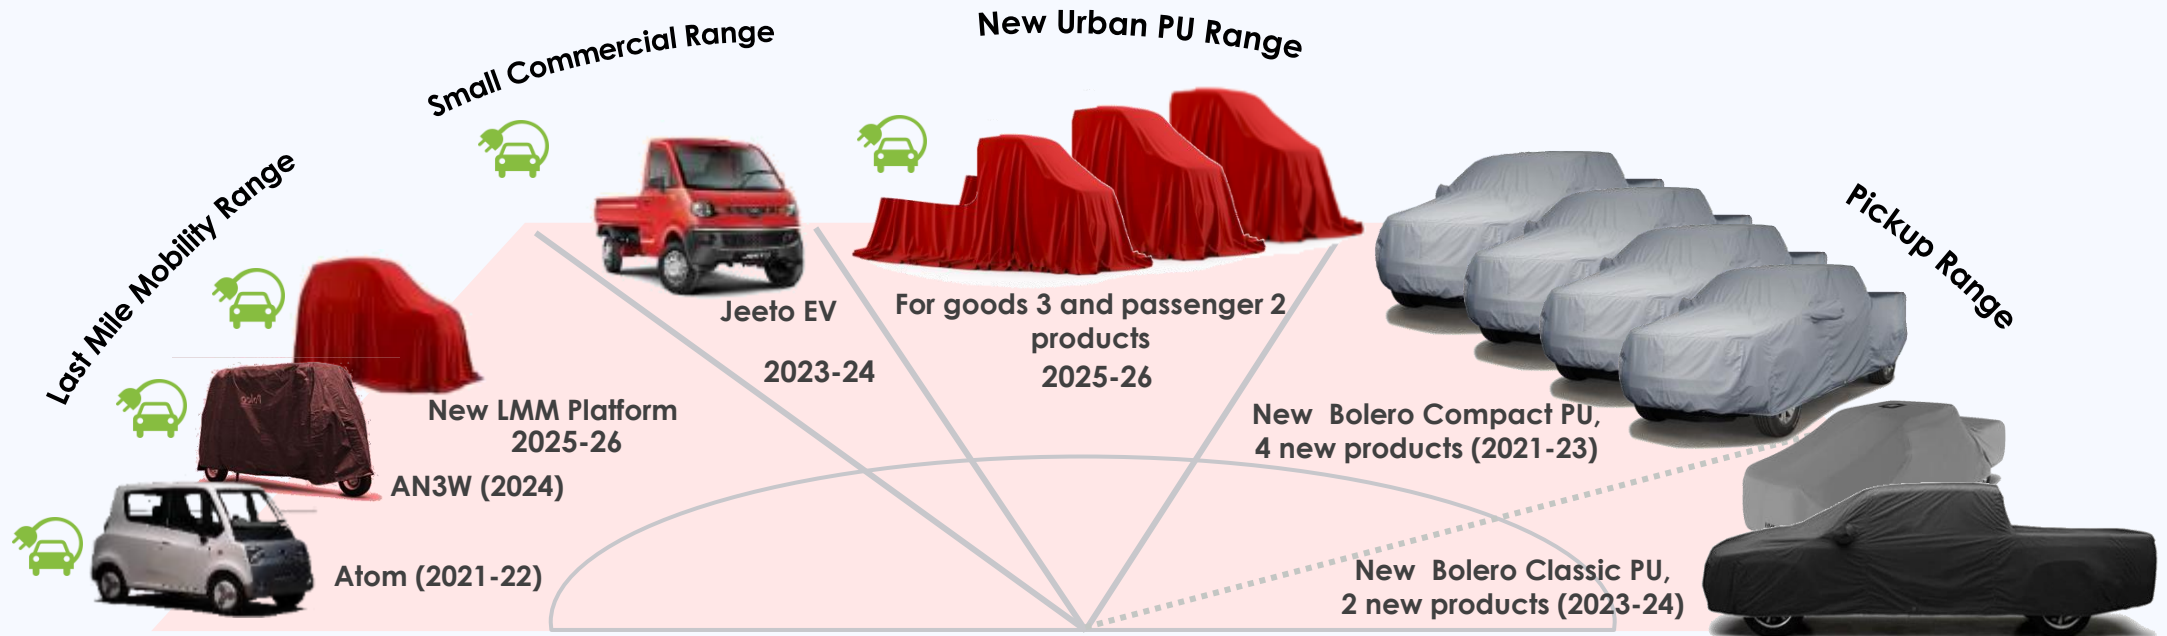 Last Mile Mobility Range
Small Commercial Range
New Urban PU Range
Pickup Range
New LMM Platform
2025-26
AN3W (2024)
Atom (2021-22)
Jeeto EV
2023-24
For goods 3 and passenger 2
products
2025-26
New Bolero Compact PU,
4 new products (2021-23)
New Bolero Classic PU,
2 new products (2023-24)